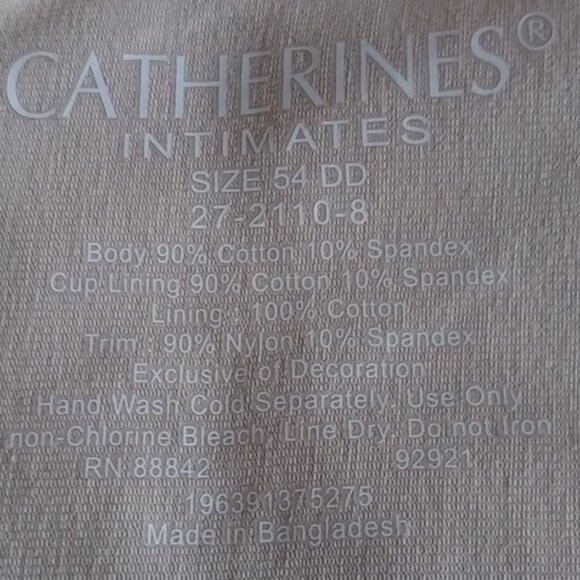 CATHERINES®
INTIMATES
SIZE 54 DD
27-2110-8
Body 90% Cotton 10% Spandex
Cup Lining 90% Cotton 10% Spandex
Lining : 100% Cotton
Trim : 90% Nylon 10% Spandex
Exclusive of Decoration
Hand Wash Cold Separately, Use Only
non-Chlorine Bleach, Line Dry, Do not Iron
RN 88842 92921
196391375275
Made in Bangladesh